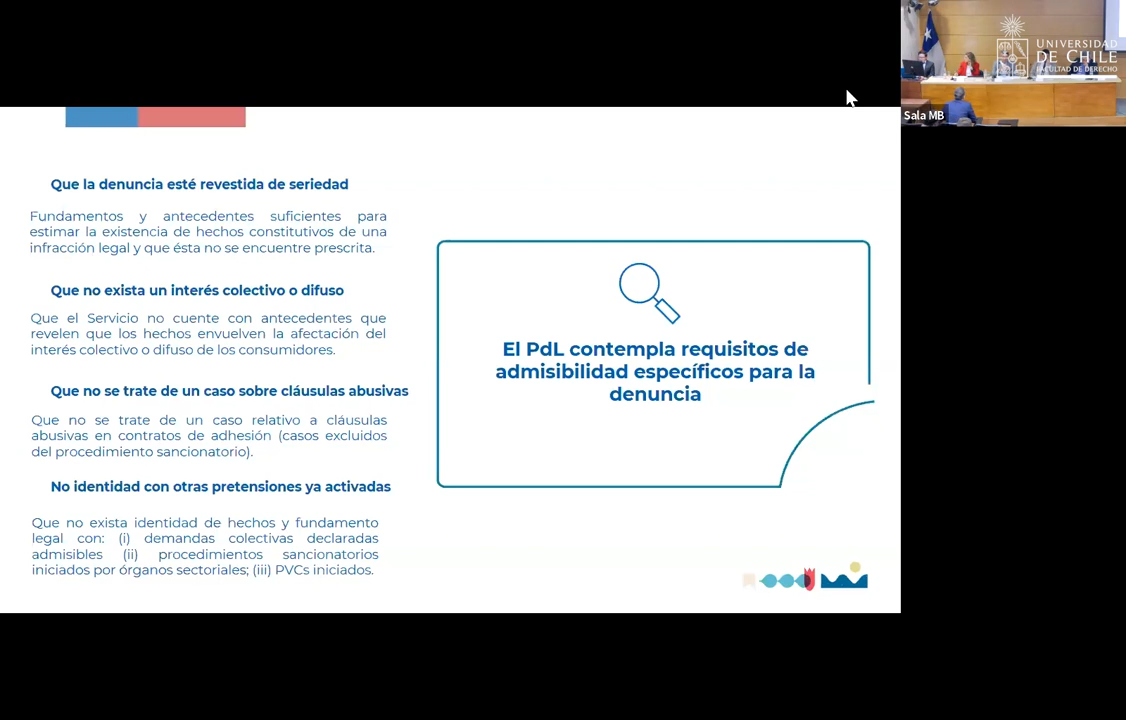 UNIVERSIDAD
DE CHILE
FACULTAD DE DERECHO
Sala MB
Que la denuncia esté revestida de seriedad
Fundamentos y antecedentes suficientes para
estimar la existencia de hechos constitutivos de una
infracción legal y que ésta no se encuentre prescrita.
Que no exista un interés colectivo o difuso
Que el Servicio no cuente con antecedentes que
revelen que los hechos envuelven la afectación del
interés colectivo o difuso de los consumidores.
Que no se trate de un caso sobre cláusulas abusivas
Que no se trate de un caso relativo a cláusulas
abusivas en contratos de adhesión (casos excluidos
del procedimiento sancionatorio).
No identidad con otras pretensiones ya activadas
Que no exista identidad de hechos y fundamento
legal con: (i) demandas colectivas declaradas
admisibles (ii) procedimientos sancionatorios
iniciados por órganos sectoriales; (iii) PVCs iniciados.
El PdL contempla requisitos de
admisibilidad específicos para la
denuncia